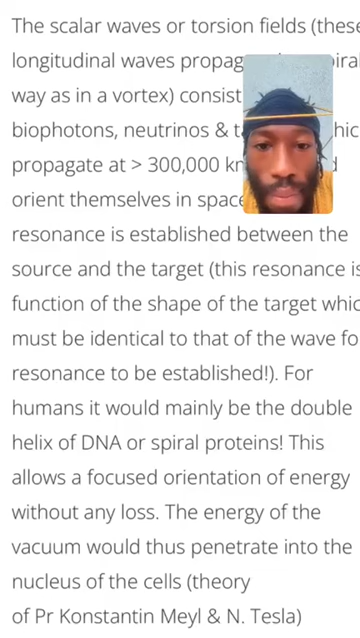 The scalar waves or torsion fields (these
longitudinal waves propag
way as in a vortex) consist
biophotons, neutrinos & t
propagate at > 300,000 k
orient themselves in space
resonance is established between the
source and the target (this resonance is
function of the shape of the target whic
must be identical to that of the wave fo
resonance to be established!). For
humans it would mainly be the double
helix of DNA or spiral proteins! This
allows a focused orientation of energy
without any loss. The energy of the
vacuum would thus penetrate into the
nucleus of the cells (theory
of Pr Konstantin Meyl & N. Tesla)